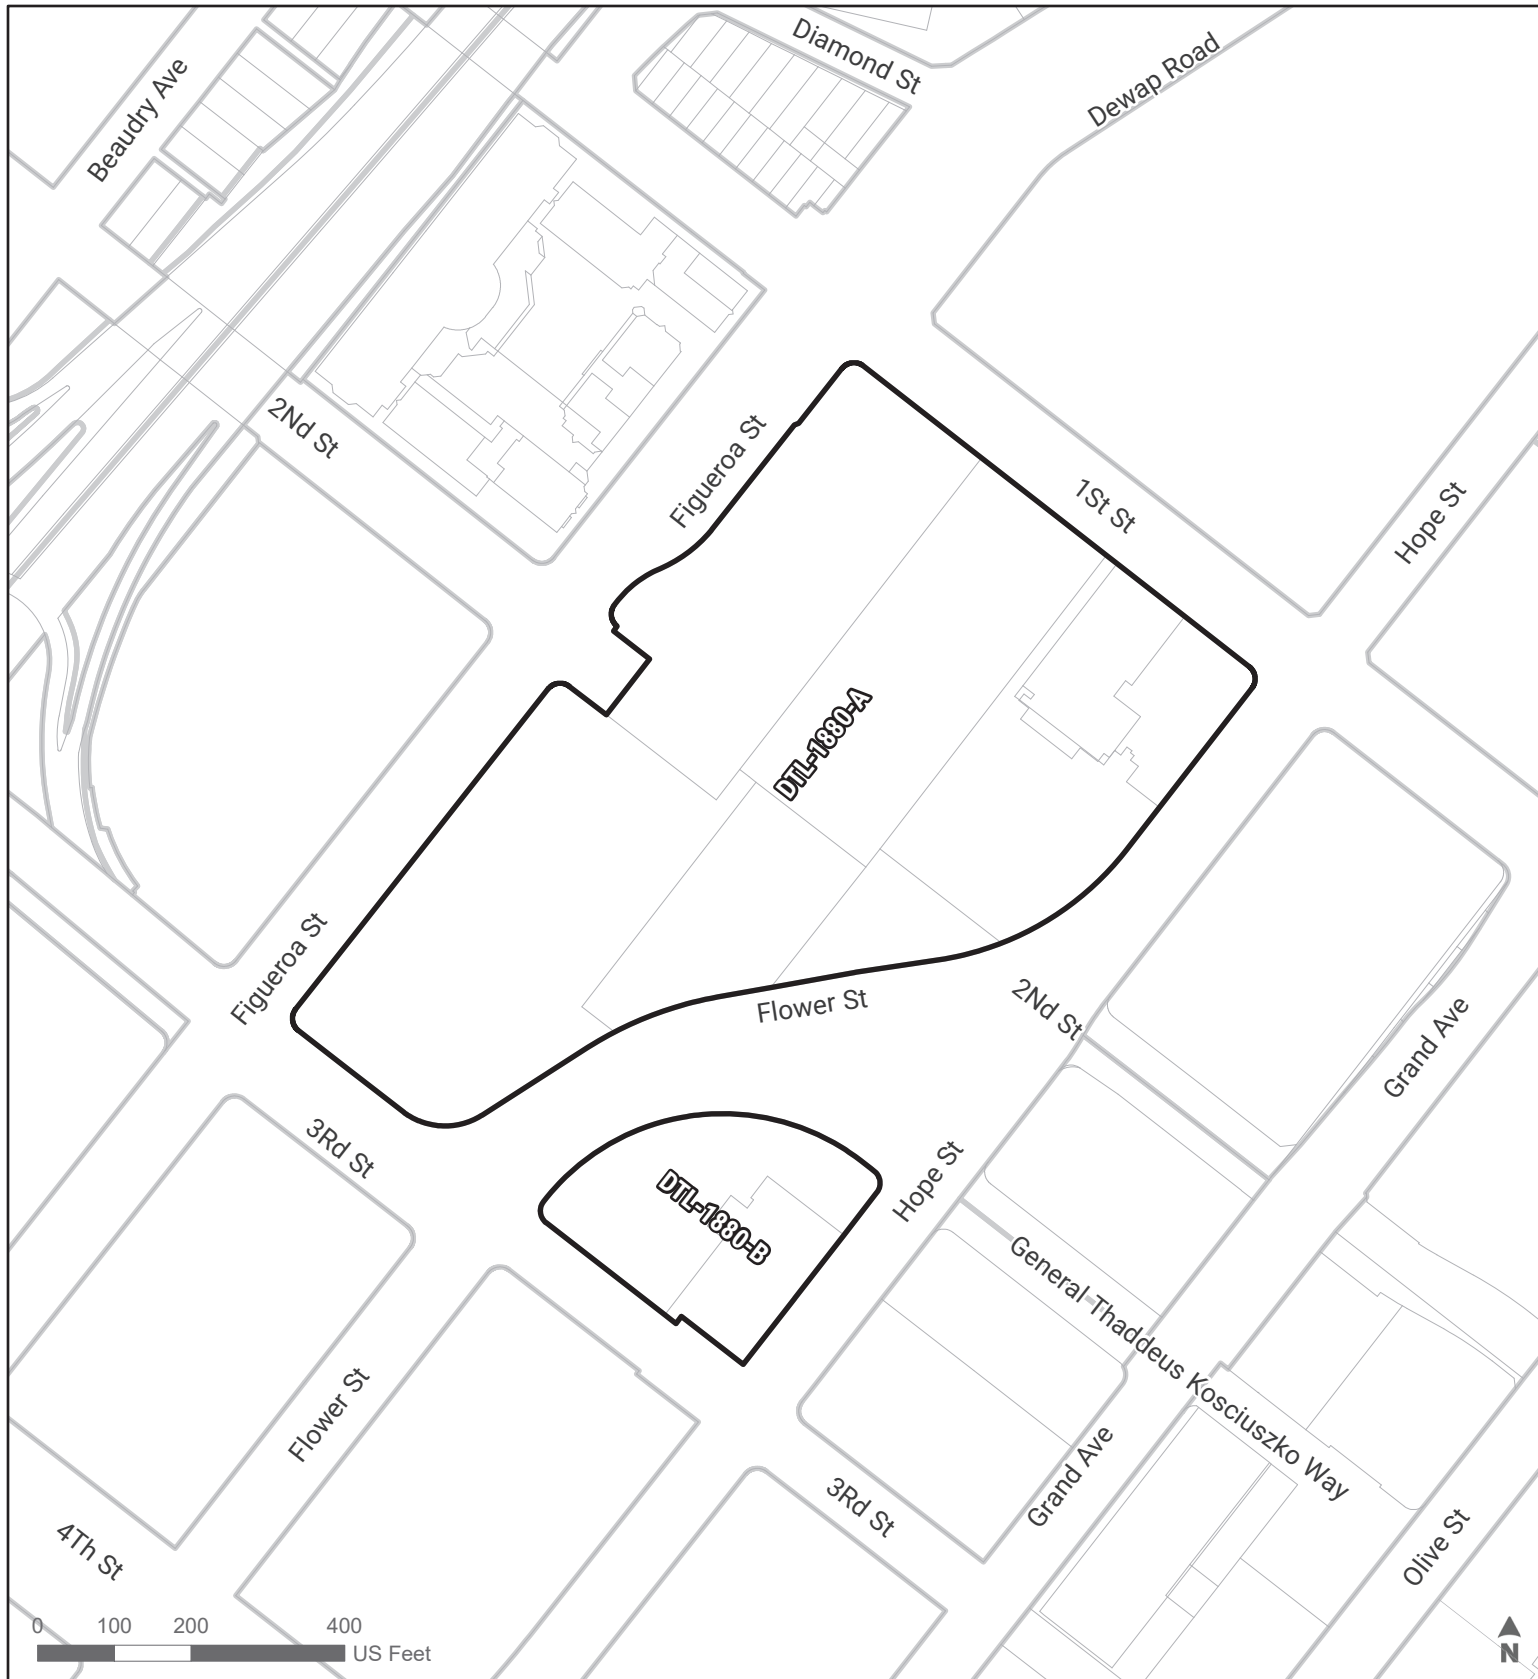 Diamond St
Dewap Road
Beaudry Ave
2Nd St
Figueroa St
1St St
Hope St
DTL-1880-A
Figueroa St
Flower St
2Nd St
Grand Ave
3Rd St
DTL-1880-B
Hope St
General Thaddeus Kosciuszko Way
Flower St
Grand Ave
3Rd St
4Th St
Olive St
0 100 200 400
US Feet
N